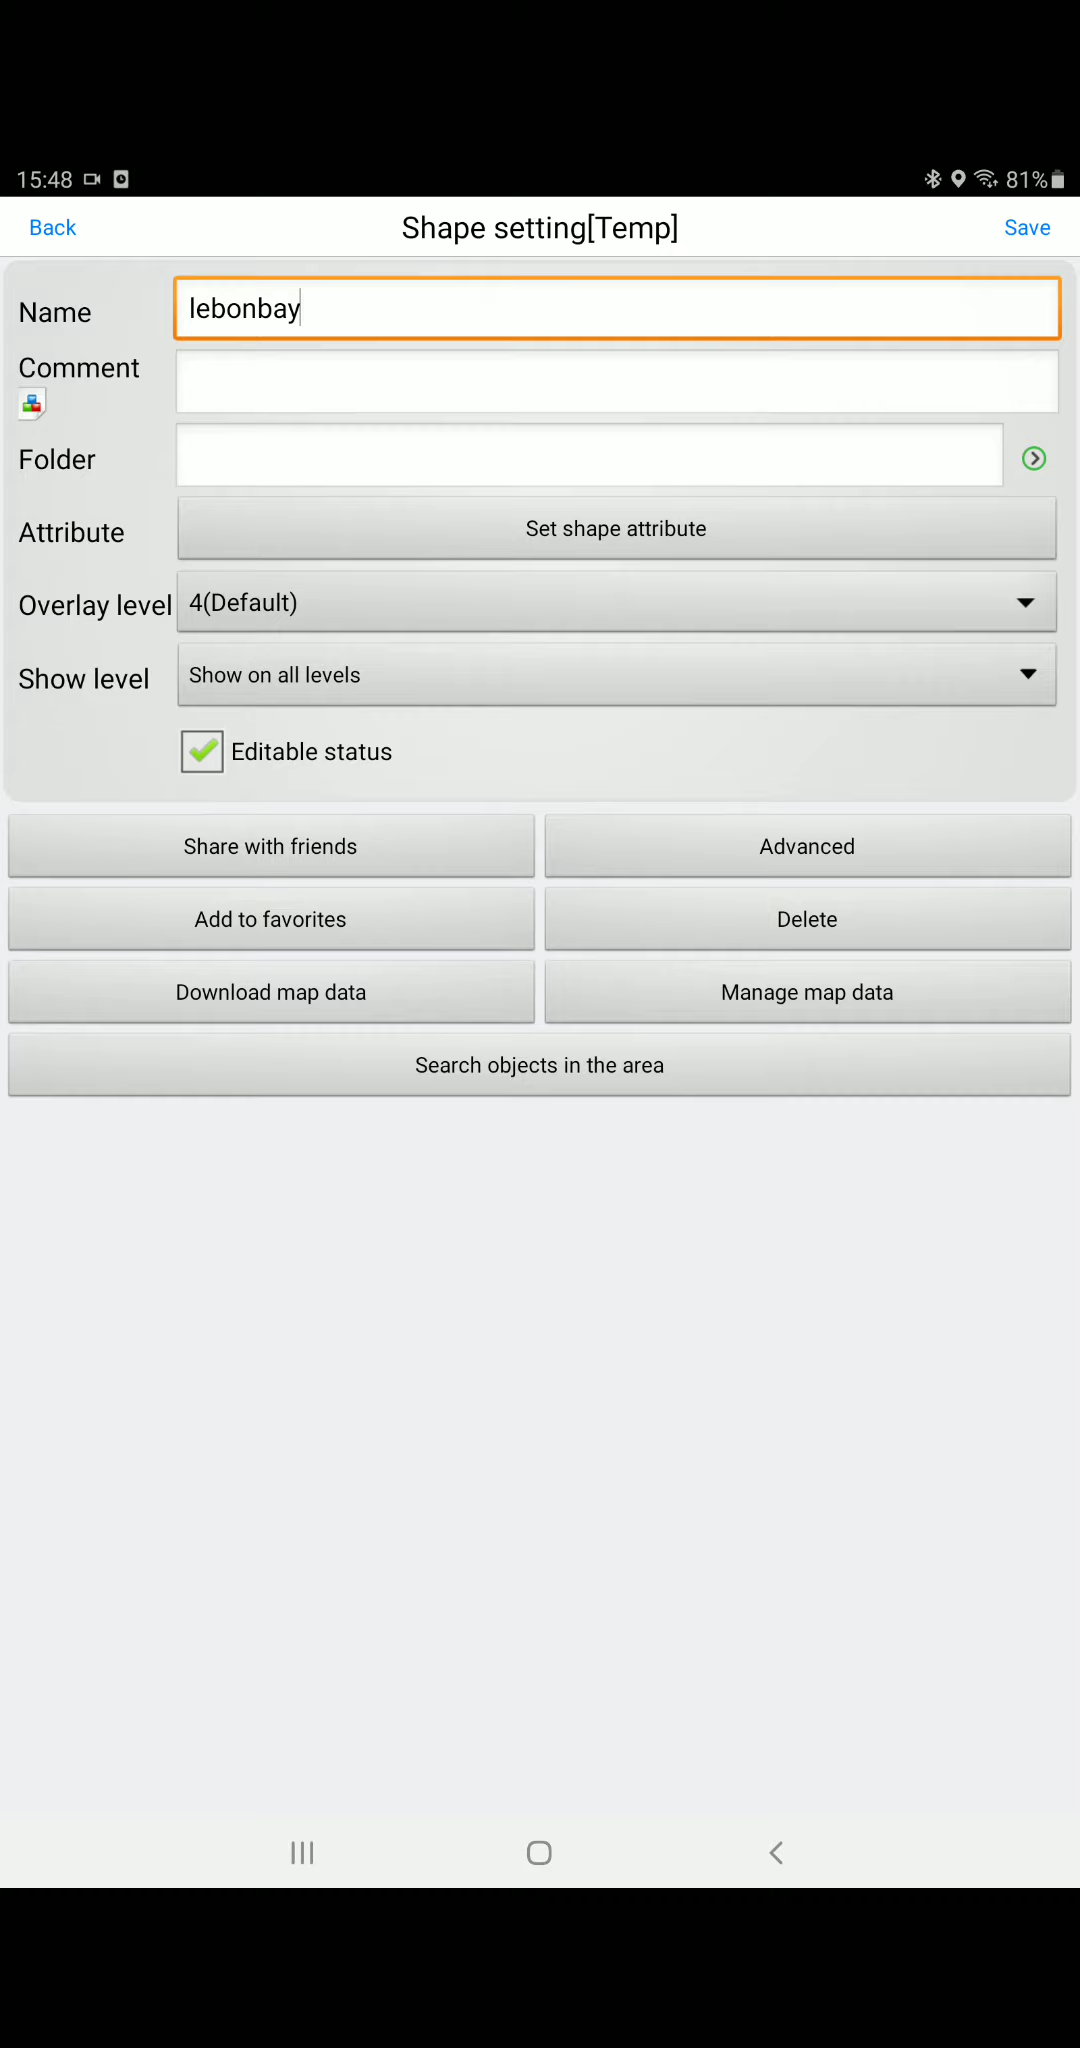 15:48 81%
Back Shape setting[Temp] Save
Name lebonbay
Comment
Folder
Attribute Set shape attribute
Overlay level 4(Default)
Show level Show on all levels
Editable status
Share with friends Advanced
Add to favorites Delete
Download map data Manage map data
Search objects in the area